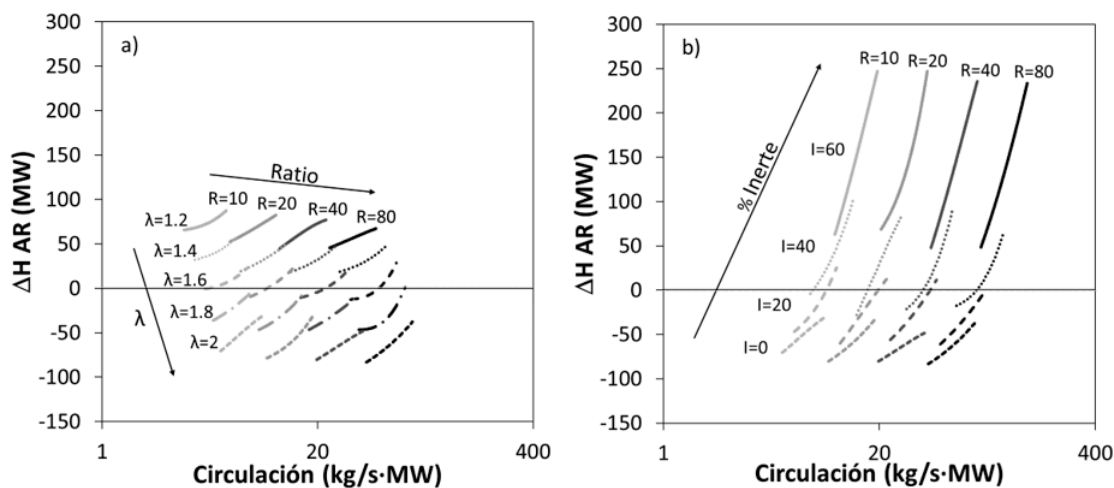 a)
300
250
200
150
100
50
0
-50
-100
-150
ΔH AR (MW)
Ratio
R=10
R=20
R=40
R=80
λ=1.2
λ=1.4
λ=1.6
λ=1.8
λ=2
λ
1
20
400
Circulación (kg/s·MW)
b)
300
250
200
150
100
50
0
-50
-100
-150
ΔH AR (MW)
% Inerte
R=10
R=20
R=40
R=80
I=60
I=40
I=20
I=0
1
20
400
Circulación (kg/s·MW)